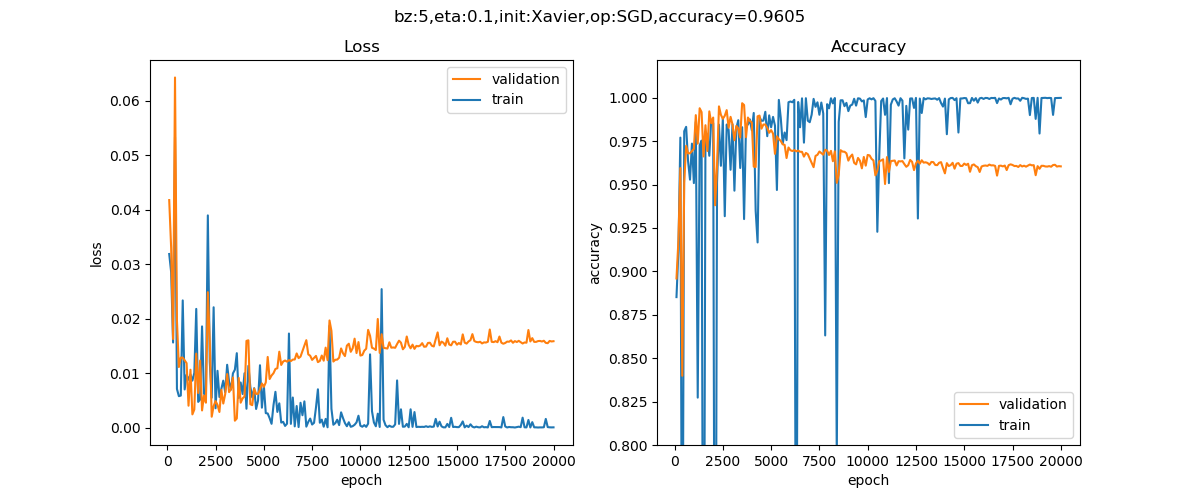 bz:5,eta:0.1,init:Xavier,op:SGD,accuracy=0.9605
Loss
validation
train
0.06
0.05
0.04
0.03
0.02
0.01
0.00
loss
0 2500 5000 7500 10000 12500 15000 17500 20000
epoch
Accuracy
1.000
0.975
0.950
0.925
0.900
0.875
0.850
0.825
0.800
accuracy
validation
train
0 2500 5000 7500 10000 12500 15000 17500 20000
epoch